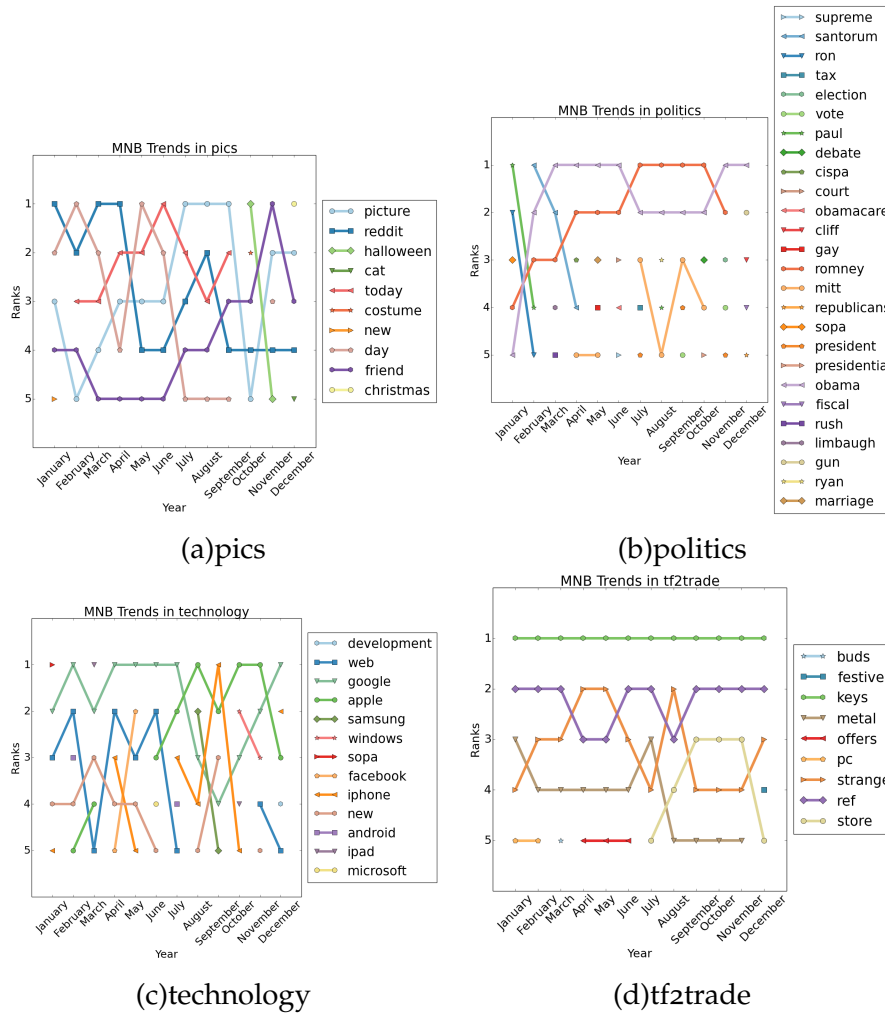 MNB Trends in pics
Ranks
1
2
3
4
5
January
February
March
April
May
June
July
August
September
October
November
December
Year
picture
reddit
halloween
cat
today
costume
new
day
friend
christmas
(a)pics
MNB Trends in politics
Ranks
1
2
3
4
5
January
February
March
April
May
June
July
August
September
October
November
December
Year
supreme
santorum
ron
tax
election
vote
paul
debate
cispa
court
obamacare
cliff
gay
romney
mitt
republicans
sopa
president
presidential
obama
fiscal
rush
limbaugh
gun
ryan
marriage
(b)politics
MNB Trends in technology
Ranks
1
2
3
4
5
January
February
March
April
May
June
July
August
September
October
November
December
Year
development
web
google
apple
samsung
windows
sopa
facebook
iphone
new
android
ipad
microsoft
(c)technology
MNB Trends in tf2trade
Ranks
1
2
3
4
5
January
February
March
April
May
June
July
August
September
October
November
December
Year
buds
festive
keys
metal
offers
pc
strange
ref
store
(d)tf2trade